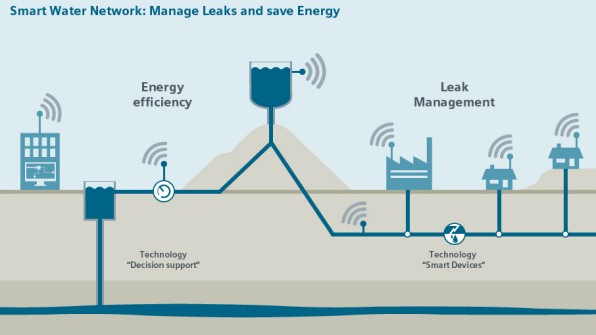 Smart Water Network: Manage Leaks and save Energy
Energy
efficiency
Leak
Management
Technology
“Decision support”
Technology
“Smart Devices”